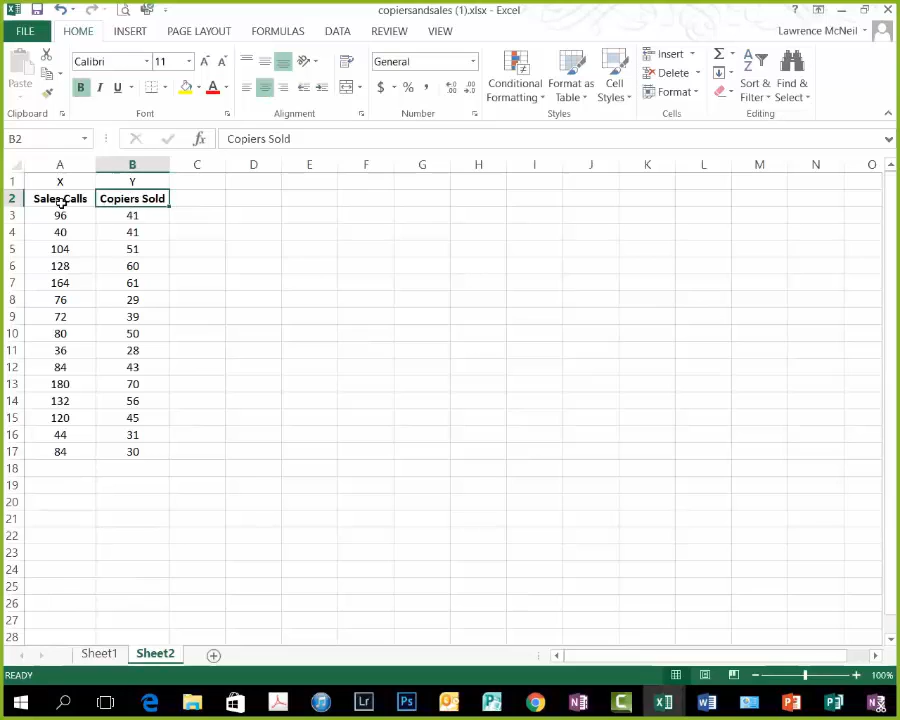 copiersandsales (1).xlsx - Excel
FILE HOME INSERT PAGE LAYOUT FORMULAS DATA REVIEW VIEW Lawrence McNeil
Calibri 11 General Insert
Paste B I U $ % , Conditional Formatting Format as Table Cell Styles Delete Sort & Filter Find & Select
Format
Clipboard Font Alignment Number Styles Cells Editing
B2 fx Copiers Sold
A B C D E F G H I J K L M N O
1 X Y
2 Sales Calls Copiers Sold
3 96 41
4 40 41
5 104 51
6 128 60
7 164 61
8 76 29
9 72 39
10 80 50
11 36 28
12 84 43
13 180 70
14 132 56
15 120 45
16 44 31
17 84 30
18
19
20
21
22
23
24
25
26
27
28
Sheet1 Sheet2
READY 100%